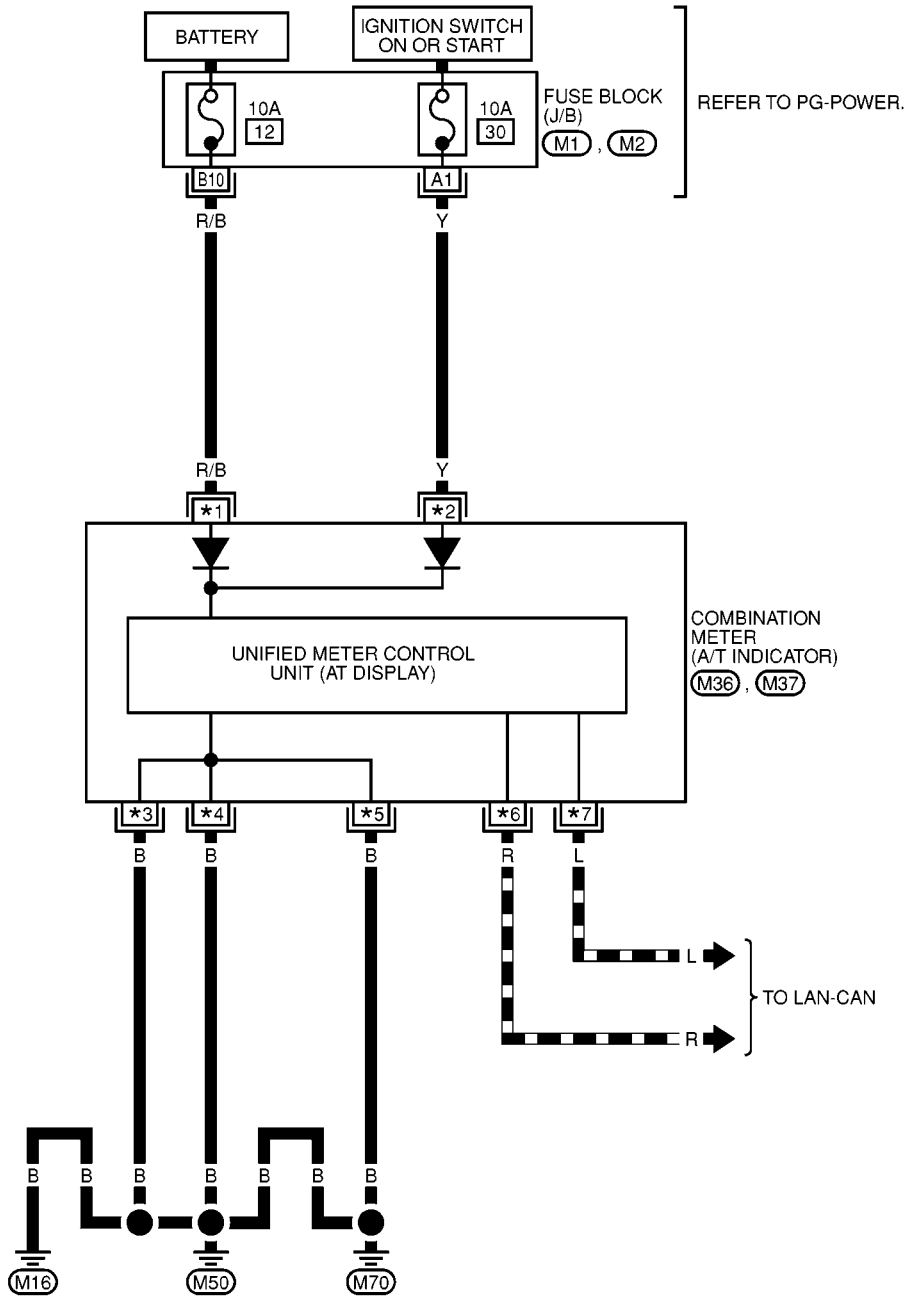 BATTERY
IGNITION SWITCH
ON OR START
10A
12
10A
30
FUSE BLOCK
(J/B)
M1 , M2
REFER TO PG-POWER.
B10
A1
R/B
Y
R/B
Y
*1
*2
UNIFIED METER CONTROL
UNIT (AT DISPLAY)
COMBINATION
METER
(A/T INDICATOR)
M36 , M37
*3
*4
*5
*6
*7
B
B
B
R
L
L
TO LAN-CAN
R
B
B
B
B
B
B
B
M16
M50
M70